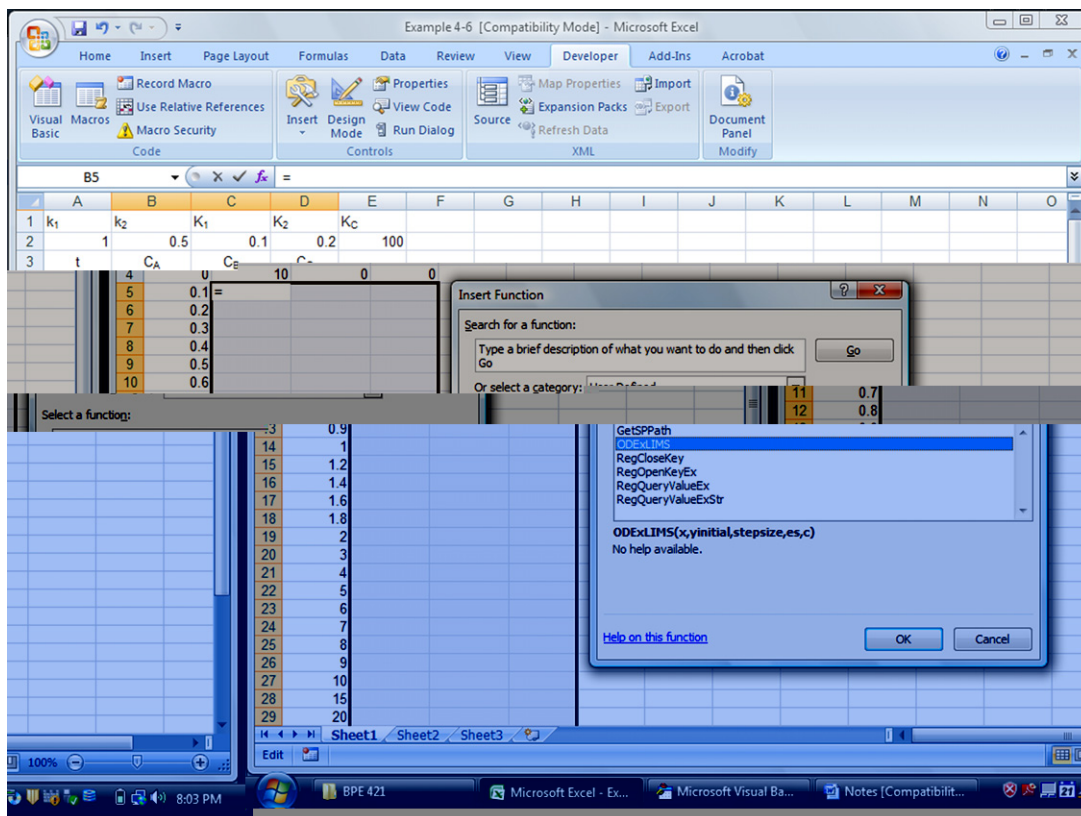 Example 4-6 [Compatibility Mode] - Microsoft Excel
Home Insert Page Layout Formulas Data Review View Developer Add-Ins Acrobat
Visual Basic
Macros
Record Macro
Use Relative References
Macro Security
Code
Insert
Design Mode
Properties
View Code
Run Dialog
Controls
Source
Map Properties
Expansion Packs
Refresh Data
Import
Export
XML
Document Panel
Modify
B5 fx =
A B C D E F G H I J K L M N O
1 k₁ k₂ K₁ K₂ K_C
2 1 0.5 0.1 0.2 100
3 t C_A
4 0 10 0 0
5 0.1 =
6 0.2
7 0.3
8 0.4
9 0.5
10 0.6
11 0.7
12 0.8
Insert Function
Search for a function:
Type a brief description of what you want to do and then click
Go
Go
Or select a category: User Defined
Select a function:
13 0.9
14 1
15 1.2
16 1.4
17 1.6
18 1.8
19 2
20 3
21 4
22 5
23 6
24 7
25 8
26 9
27 10
28 15
29 20
GetSPPath
ODExLIMS
RegCloseKey
RegOpenKeyEx
RegQueryValueEx
RegQueryValueExStr
ODExLIMS(x,yinitial,stepsize,es,c)
No help available.
Help on this function
OK Cancel
Sheet1 Sheet2 Sheet3
Edit
100%
8:03 PM
BPE 421
Microsoft Excel - Ex...
Microsoft Visual Ba...
Notes [Compatibilit...
21